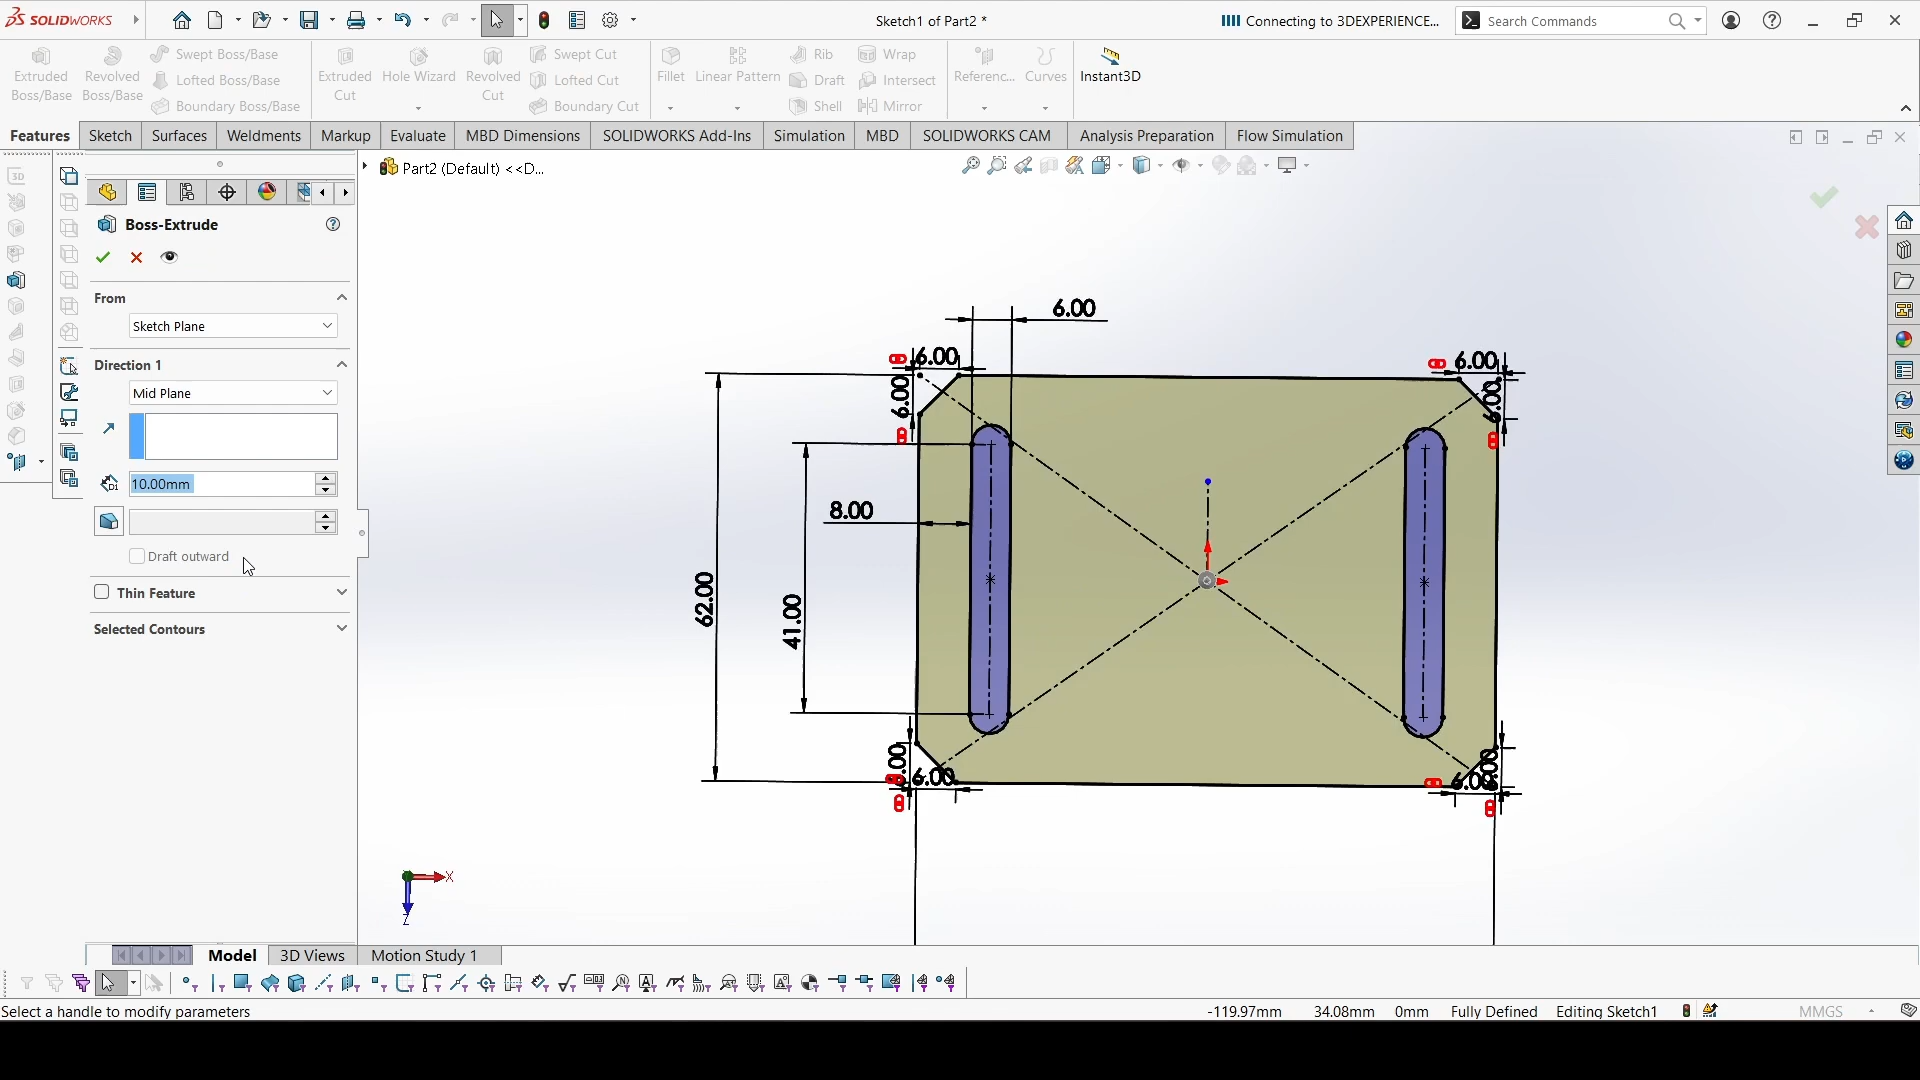 SOLIDWORKS
Sketch1 of Part2 *
Connecting to 3DEXPERIENCE...
Search Commands
Extruded Boss/Base
Revolved Boss/Base
Swept Boss/Base
Lofted Boss/Base
Boundary Boss/Base
Extruded Cut
Hole Wizard
Revolved Cut
Swept Cut
Lofted Cut
Boundary Cut
Fillet
Linear Pattern
Rib
Draft
Shell
Wrap
Intersect
Mirror
Referenc...
Curves
Instant3D
Features
Sketch
Surfaces
Weldments
Markup
Evaluate
MBD Dimensions
SOLIDWORKS Add-Ins
Simulation
MBD
SOLIDWORKS CAM
Analysis Preparation
Flow Simulation
Part2 (Default) <<D...
Boss-Extrude
From
Sketch Plane
Direction 1
Mid Plane
10.00mm
Draft outward
Thin Feature
Selected Contours
6.00
6.00
6.00
6.00
6.00
8.00
62.00
41.00
6.00
6.00
6.00
6.00
X
Z
Model
3D Views
Motion Study 1
Select a handle to modify parameters
-119.97mm
34.08mm
0mm
Fully Defined
Editing Sketch1
MMGS